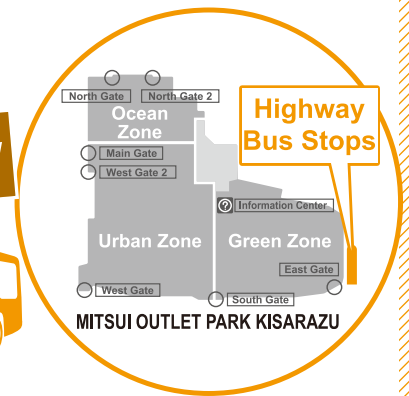 North Gate
North Gate 2
Ocean
Zone
Highway
Bus Stops
Main Gate
West Gate 2
? Information Center
Urban Zone
Green Zone
East Gate
West Gate
South Gate
MITSUI OUTLET PARK KISARAZU